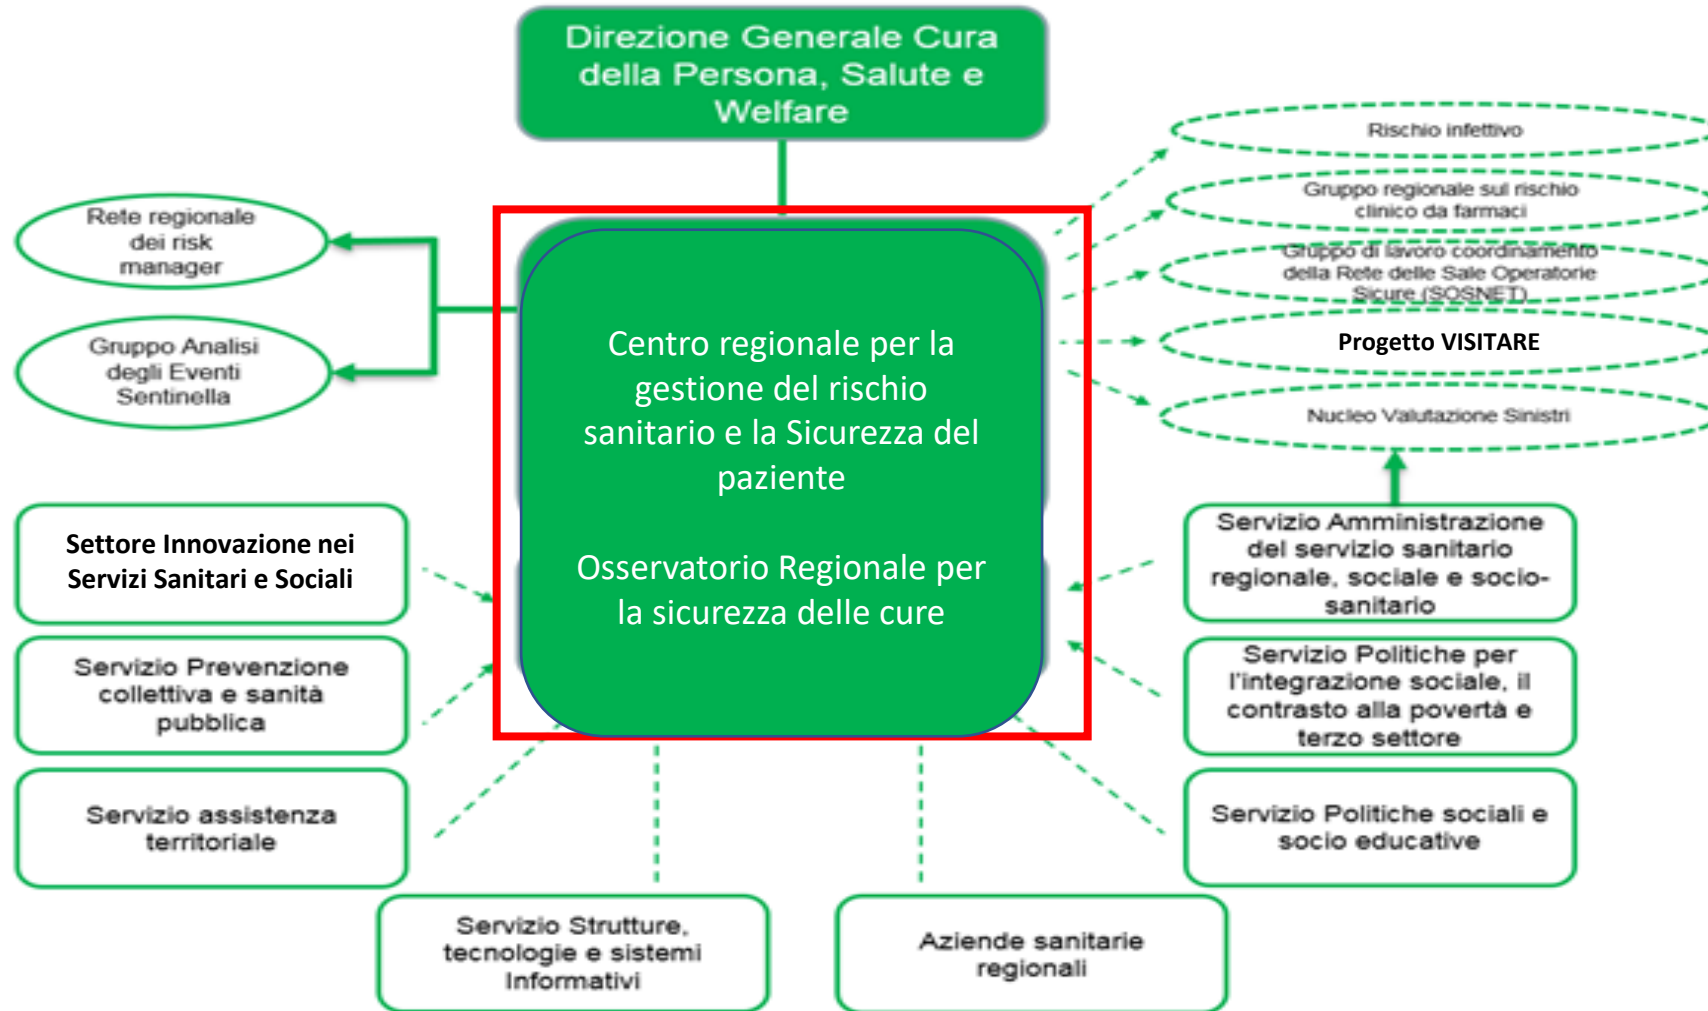 Direzione Generale Cura
della Persona, Salute e
Welfare
Rete regionale
dei risk
manager
Gruppo Analisi
degli Eventi
Sentinella
Rischio infettivo
Gruppo regionale sul rischio
clinico da farmaci
Gruppo di lavoro coordinamento
della Rete delle Sale Operatorie
Sicure (SOSNET)
Progetto VISITARE
Nucleo Valutazione Sinistri
Centro regionale per la
gestione del rischio
sanitario e la Sicurezza del
paziente
Osservatorio Regionale per
la sicurezza delle cure
Settore Innovazione nei
Servizi Sanitari e Sociali
Servizio Prevenzione
collettiva e sanità
pubblica
Servizio assistenza
territoriale
Servizio Amministrazione
del servizio sanitario
regionale, sociale e socio-
sanitario
Servizio Politiche per
l'integrazione sociale, il
contrasto alla povertà e
terzo settore
Servizio Politiche sociali e
socio educative
Servizio Strutture,
tecnologie e sistemi
Informativi
Aziende sanitarie
regionali